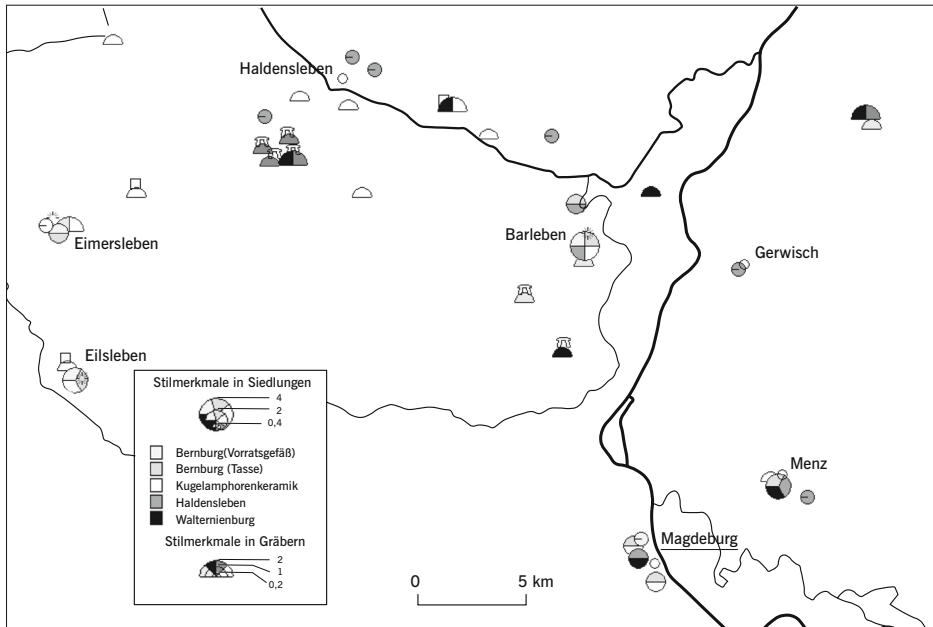 Haldensleben
Eimersleben
Barleben
Gerwisch
Eilsleben
Stilmerkmale in Siedlungen
4
2
0,4
Bernburg(Vorratsgefäß)
Bernburg (Tasse)
Kugelamphorenkeramik
Haldensleben
Walternienburg
Stilmerkmale in Gräbern
2
1
0,2
Menz
Magdeburg
0 5 km